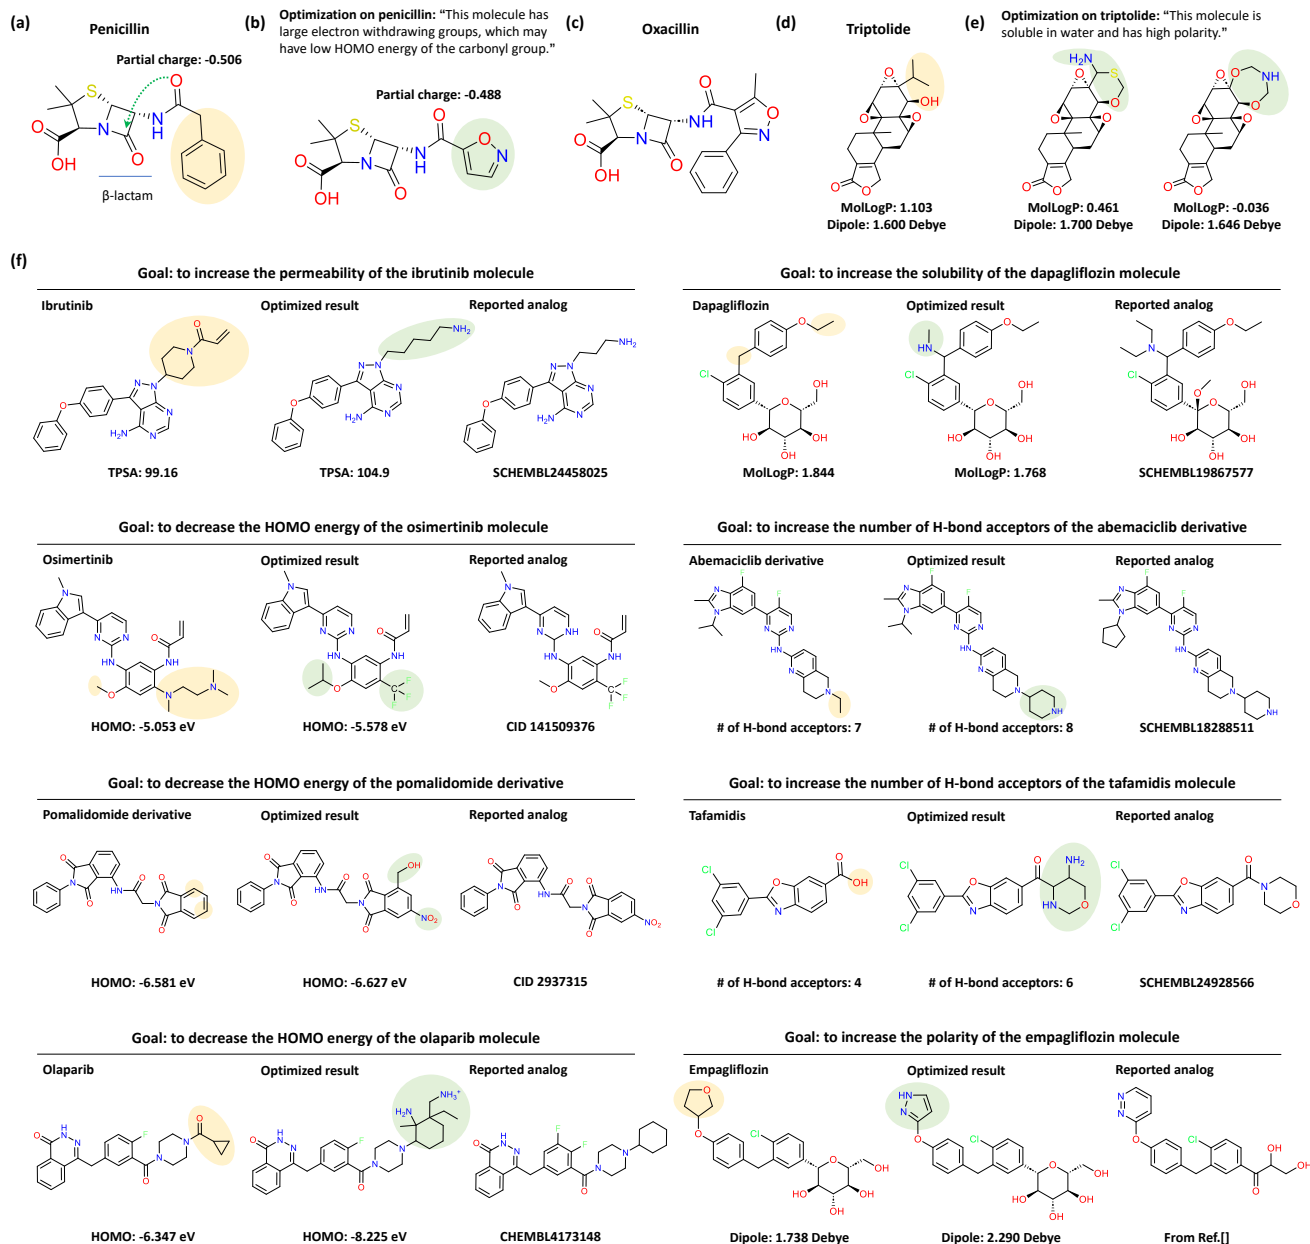 (a)
Penicillin
Partial charge: -0.506
β-lactam
(b)
Optimization on penicillin: “This molecule has
large electron withdrawing groups, which may
have low HOMO energy of the carbonyl group.”
Partial charge: -0.488
(c)
Oxacillin
(d)
Triptolide
MolLogP: 1.103
Dipole: 1.600 Debye
(e)
Optimization on triptolide: “This molecule is
soluble in water and has high polarity.”
MolLogP: 0.461
Dipole: 1.700 Debye
MolLogP: -0.036
Dipole: 1.646 Debye
(f)
Goal: to increase the permeability of the ibrutinib molecule
Ibrutinib
Optimized result
Reported analog
TPSA: 99.16
TPSA: 104.9
SCHEMBL24458025
Goal: to increase the solubility of the dapagliflozin molecule
Dapagliflozin
Optimized result
Reported analog
MolLogP: 1.844
MolLogP: 1.768
SCHEMBL19867577
Goal: to decrease the HOMO energy of the osimertinib molecule
Osimertinib
Optimized result
Reported analog
HOMO: -5.053 eV
HOMO: -5.578 eV
CID 141509376
Goal: to increase the number of H-bond acceptors of the abemaciclib derivative
Abemaciclib derivative
Optimized result
Reported analog
# of H-bond acceptors: 7
# of H-bond acceptors: 8
SCHEMBL18288511
Goal: to decrease the HOMO energy of the pomalidomide derivative
Pomalidomide derivative
Optimized result
Reported analog
HOMO: -6.581 eV
HOMO: -6.627 eV
CID 2937315
Goal: to increase the number of H-bond acceptors of the tafamidis molecule
Tafamidis
Optimized result
Reported analog
# of H-bond acceptors: 4
# of H-bond acceptors: 6
SCHEMBL24928566
Goal: to decrease the HOMO energy of the olaparib molecule
Olaparib
Optimized result
Reported analog
HOMO: -6.347 eV
HOMO: -8.225 eV
CHEMBL4173148
Goal: to increase the polarity of the empagliflozin molecule
Empagliflozin
Optimized result
Reported analog
Dipole: 1.738 Debye
Dipole: 2.290 Debye
From Ref.[]